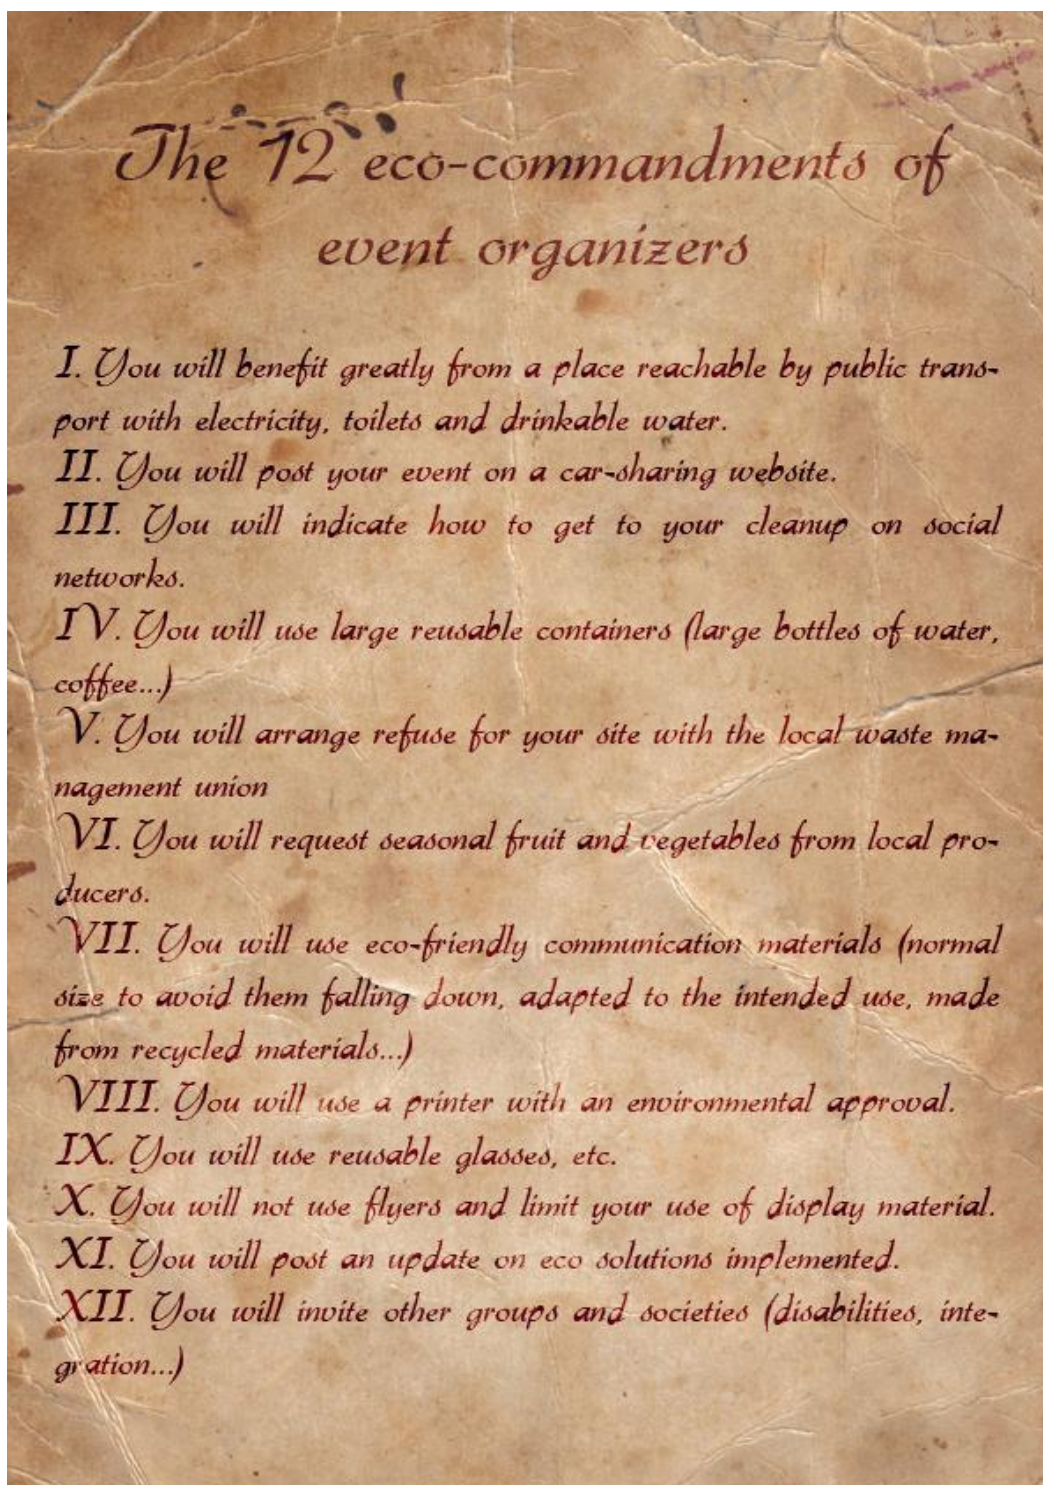 The 12 eco-commandments of
event organizers
I. You will benefit greatly from a place reachable by public trans-
port with electricity, toilets and drinkable water.
II. You will post your event on a car-sharing website.
III. You will indicate how to get to your cleanup on social
networks.
IV. You will use large reusable containers (large bottles of water,
coffee...)
V. You will arrange refuse for your site with the local waste ma-
nagement union
VI. You will request seasonal fruit and vegetables from local pro-
ducers.
VII. You will use eco-friendly communication materials (normal
size to avoid them falling down, adapted to the intended use, made
from recycled materials...)
VIII. You will use a printer with an environmental approval.
IX. You will use reusable glasses, etc.
X. You will not use flyers and limit your use of display material.
XI. You will post an update on eco solutions implemented.
XII. You will invite other groups and societies (disabilities, inte-
gration...)